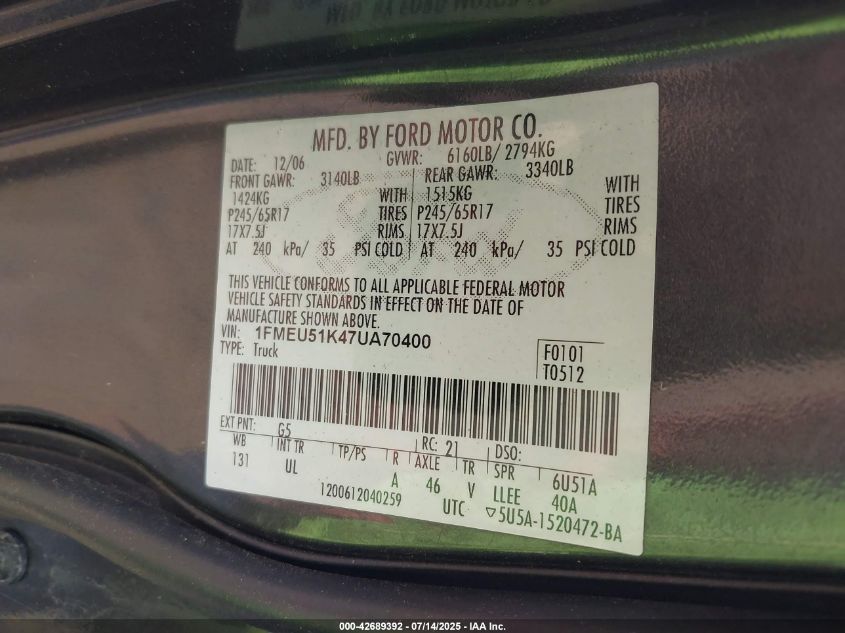 MFD. BY FORD MOTOR CO.
DATE: 12/06 GVWR: 6160LB/ 2794KG
FRONT GAWR: 3140LB REAR GAWR: 3340LB
1424KG WITH 1515KG WITH
P245/65R17 TIRES P245/65R17 TIRES
17X7.5J RIMS 17X7.5J RIMS
AT 240 kPa/ 35 PSI COLD AT 240 kPa/ 35 PSI COLD
THIS VEHICLE CONFORMS TO ALL APPLICABLE FEDERAL MOTOR
VEHICLE SAFETY STANDARDS IN EFFECT ON THE DATE OF
MANUFACTURE SHOWN ABOVE.
VIN: 1FMEU51K47UA70400
TYPE: Truck
F0101
T0512
EXT PNT: G5 RC: 21 DSO:
WB INT TR TP/PS R AXLE TR SPR 6U51A
131 UL A 46 V LLEE 40A
1200612040259 UTC ▽5U5A-1520472-BA
000-42689392 - 07/14/2025 - IAA Inc.